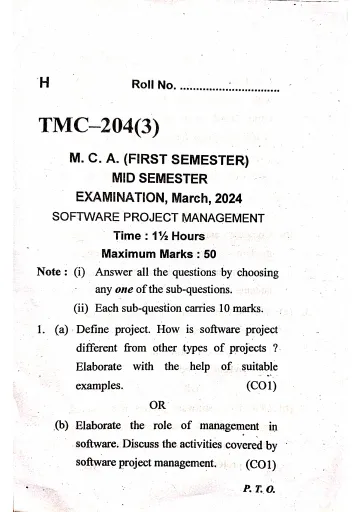 H Roll No. ...............................
TMC–204(3)
M. C. A. (FIRST SEMESTER)
MID SEMESTER
EXAMINATION, March, 2024
SOFTWARE PROJECT MANAGEMENT
Time : 1½ Hours
Maximum Marks : 50
Note : (i) Answer all the questions by choosing
any one of the sub-questions.
(ii) Each sub-question carries 10 marks.
1. (a) Define project. How is software project
different from other types of projects ?
Elaborate with the help of suitable
examples. (CO1)
OR
(b) Elaborate the role of management in
software. Discuss the activities covered by
software project management. (CO1)
P. T. O.